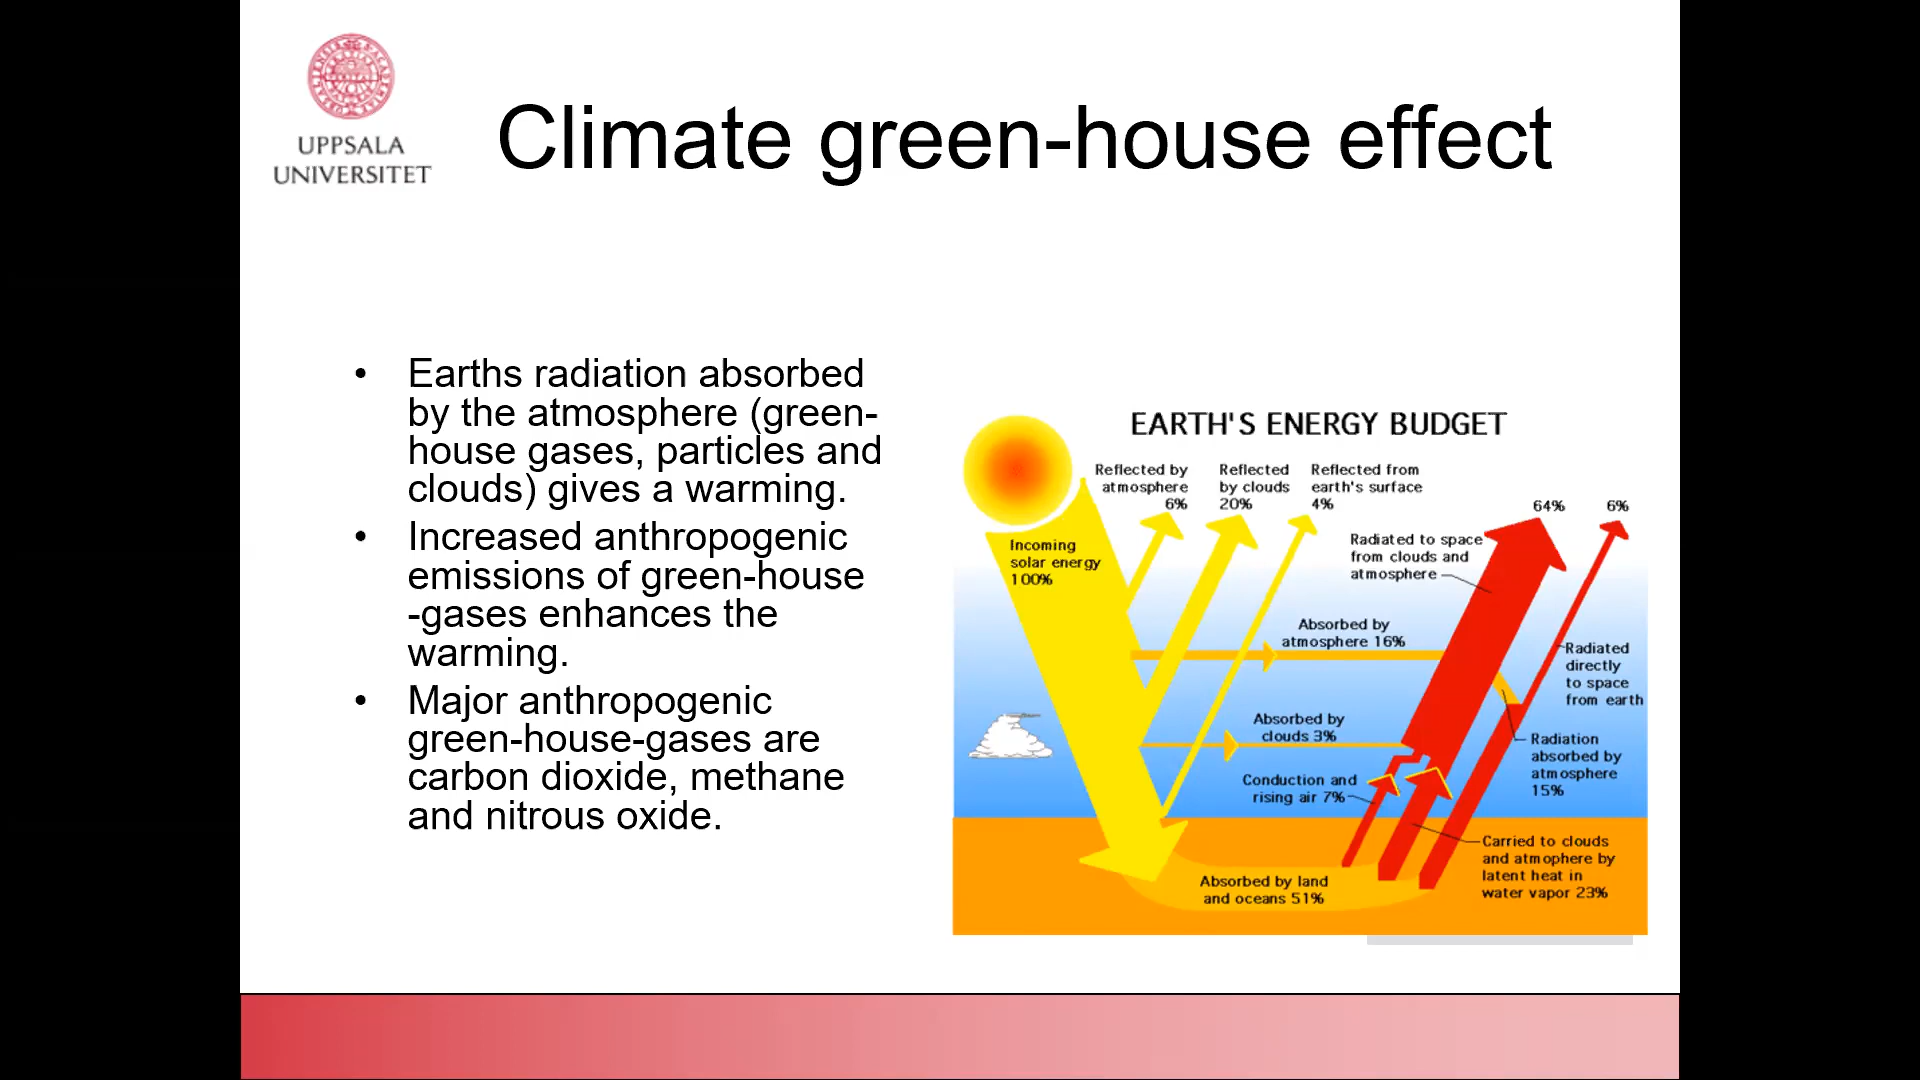 UPPSALA
UNIVERSITET
Climate green-house effect
• Earths radiation absorbed
by the atmosphere (green-
house gases, particles and
clouds) gives a warming.
• Increased anthropogenic
emissions of green-house
-gases enhances the
warming.
• Major anthropogenic
green-house-gases are
carbon dioxide, methane
and nitrous oxide.
EARTH'S ENERGY BUDGET
Reflected by
atmosphere
6%
Reflected
by clouds
20%
Reflected from
earth's surface
4%
64%
6%
Incoming
solar energy
100%
Radiated to space
from clouds and
atmosphere
Absorbed by
atmosphere 16%
Radiated
directly
to space
from earth
Absorbed by
clouds 3%
Radiation
absorbed by
atmosphere
15%
Conduction and
rising air 7%
Carried to clouds
and atmophere by
latent heat in
water vapor 23%
Absorbed by land
and oceans 51%